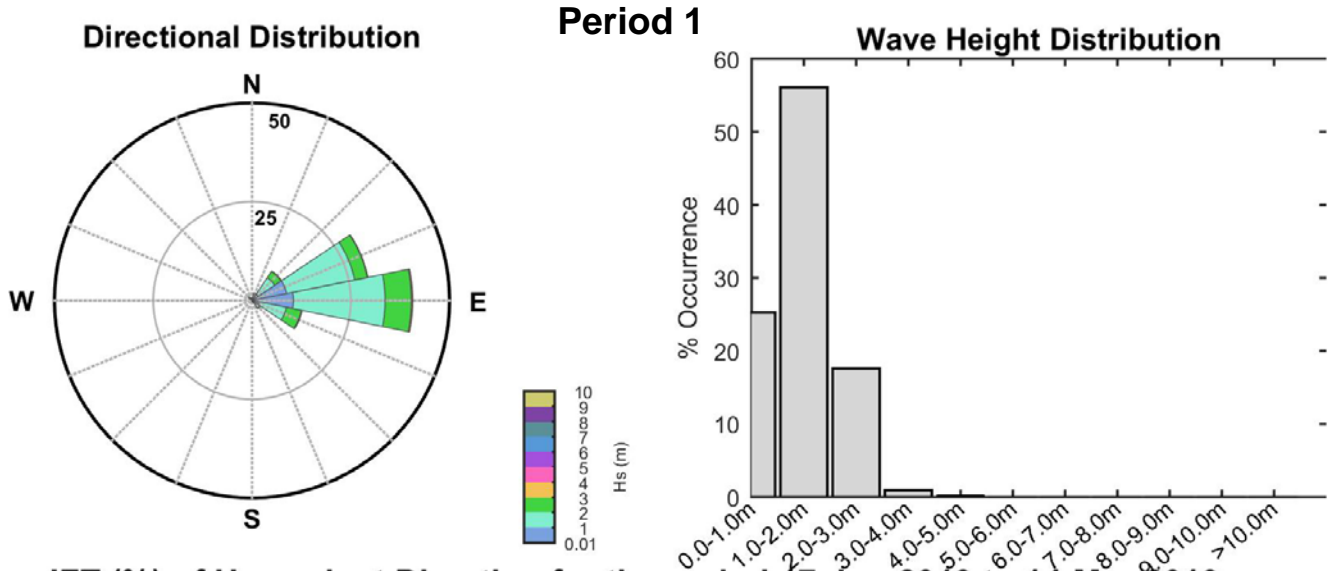 Period 1
Directional Distribution
N
50
25
W
E
S
10
9
8
7
6
5
4
3
2
1
0.01
Hs (m)
Wave Height Distribution
60
50
40
30
20
10
0
% Occurrence
0.0-1.0m
1.0-2.0m
2.0-3.0m
3.0-4.0m
4.0-5.0m
5.0-6.0m
6.0-7.0m
7.0-8.0m
8.0-9.0m
9.0-10.0m
>10.0m